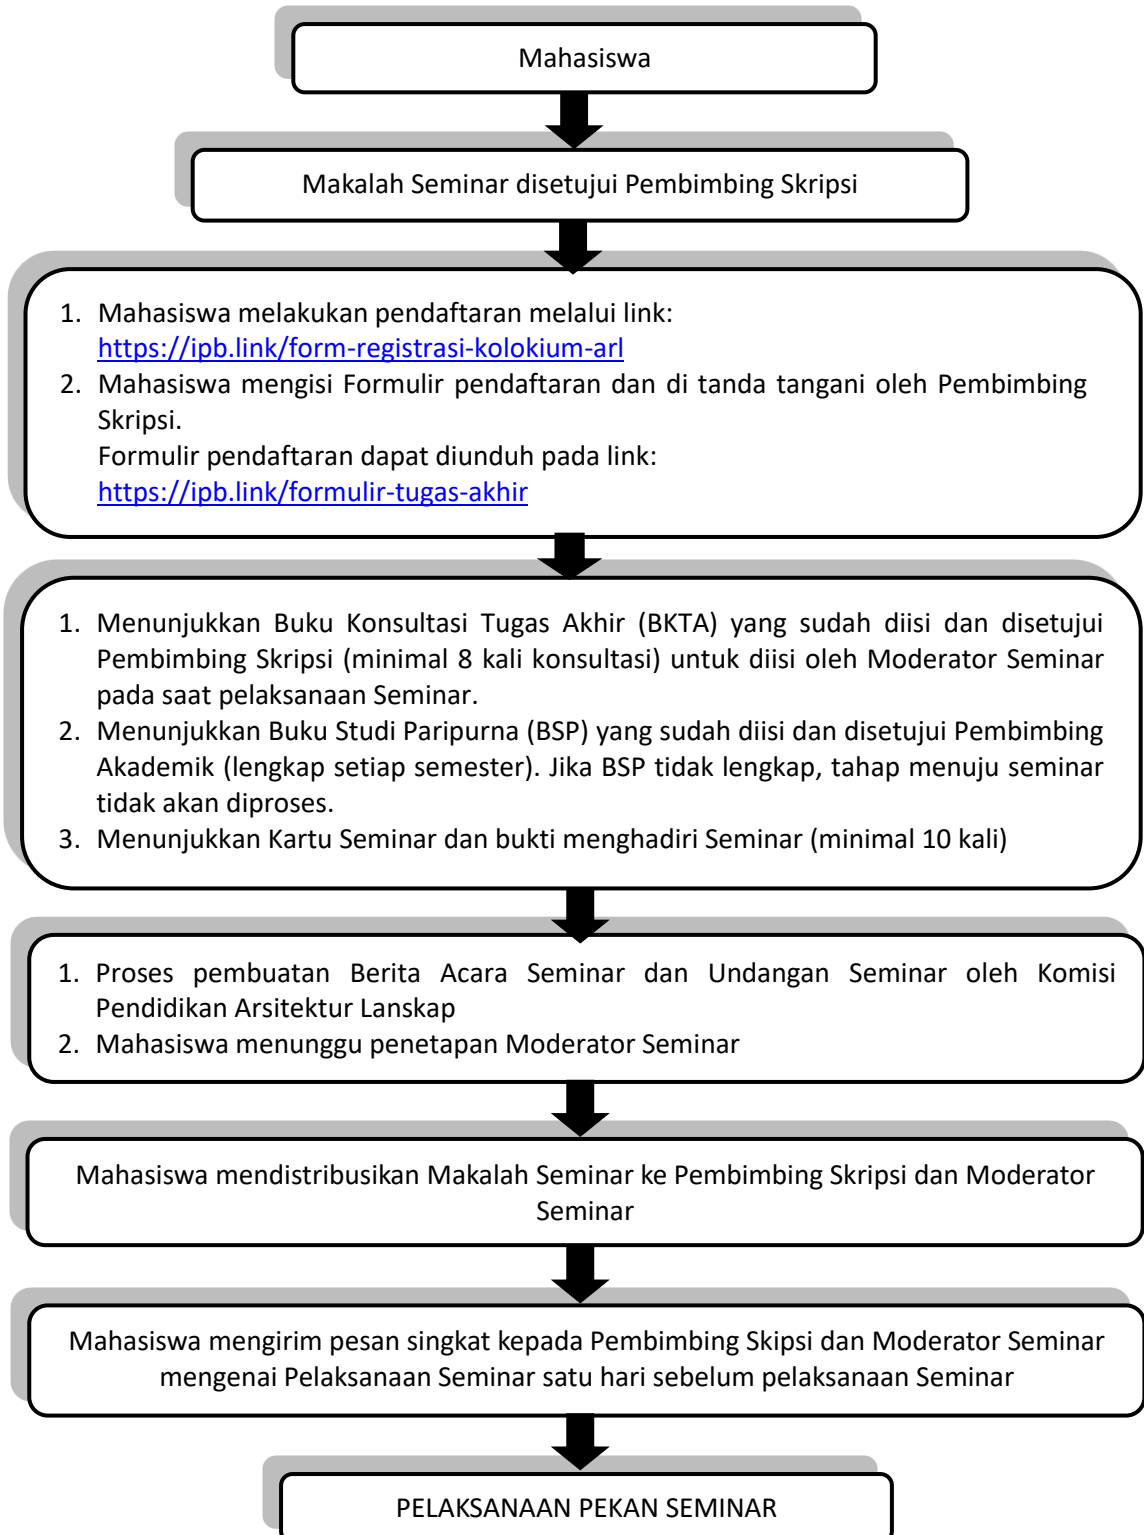 Mahasiswa
Makalah Seminar disetujui Pembimbing Skripsi
1. Mahasiswa melakukan pendaftaran melalui link:
https://ipb.link/form-registrasi-kolokium-arl
2. Mahasiswa mengisi Formulir pendaftaran dan di tanda tangani oleh Pembimbing
Skripsi.
Formulir pendaftaran dapat diunduh pada link:
https://ipb.link/formulir-tugas-akhir
1. Menunjukkan Buku Konsultasi Tugas Akhir (BKTA) yang sudah diisi dan disetujui
Pembimbing Skripsi (minimal 8 kali konsultasi) untuk diisi oleh Moderator Seminar
pada saat pelaksanaan Seminar.
2. Menunjukkan Buku Studi Paripurna (BSP) yang sudah diisi dan disetujui Pembimbing
Akademik (lengkap setiap semester). Jika BSP tidak lengkap, tahap menuju seminar
tidak akan diproses.
3. Menunjukkan Kartu Seminar dan bukti menghadiri Seminar (minimal 10 kali)
1. Proses pembuatan Berita Acara Seminar dan Undangan Seminar oleh Komisi
Pendidikan Arsitektur Lanskap
2. Mahasiswa menunggu penetapan Moderator Seminar
Mahasiswa mendistribusikan Makalah Seminar ke Pembimbing Skripsi dan Moderator
Seminar
Mahasiswa mengirim pesan singkat kepada Pembimbing Skipsi dan Moderator Seminar
mengenai Pelaksanaan Seminar satu hari sebelum pelaksanaan Seminar
PELAKSANAAN PEKAN SEMINAR